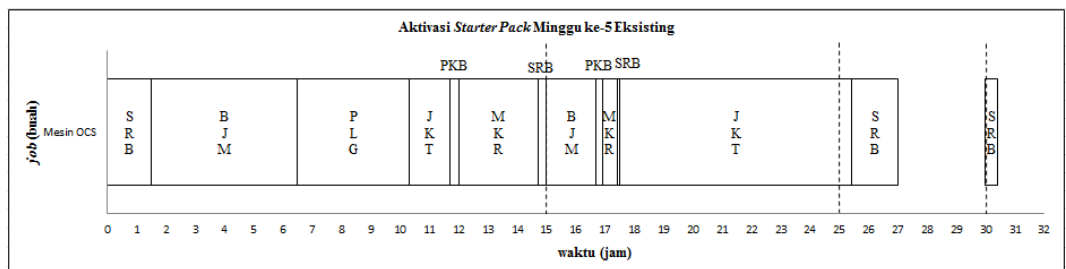 Aktivasi Starter Pack Minggu ke-5 Eksisting
PKB SRB PKB SRB
S B P J M B M J S S
R J L K K J K K R R
B M G T R M R T B B
Mesin OCS
job (buah)
0 1 2 3 4 5 6 7 8 9 10 11 12 13 14 15 16 17 18 19 20 21 22 23 24 25 26 27 28 29 30 31 32
waktu (jam)